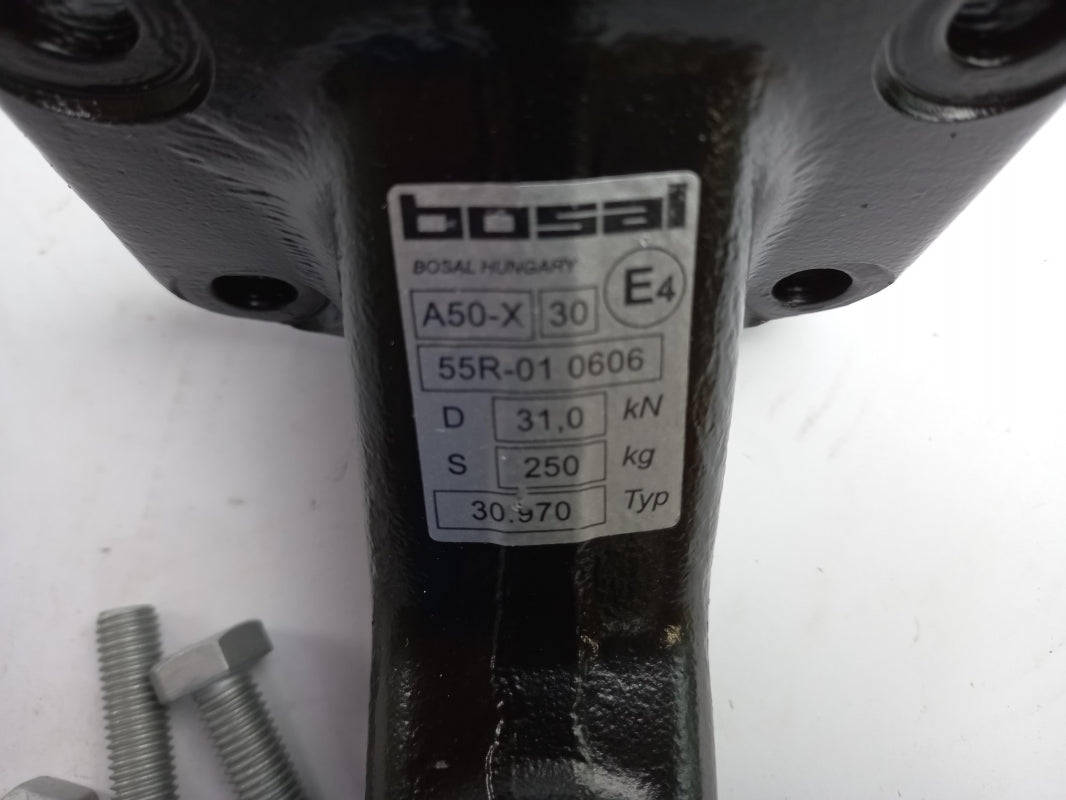 bosal
BOSAL HUNGARY
A50-X 30 E4
55R-01 0606
D 31,0 kN
S 250 kg
30.970 Typ